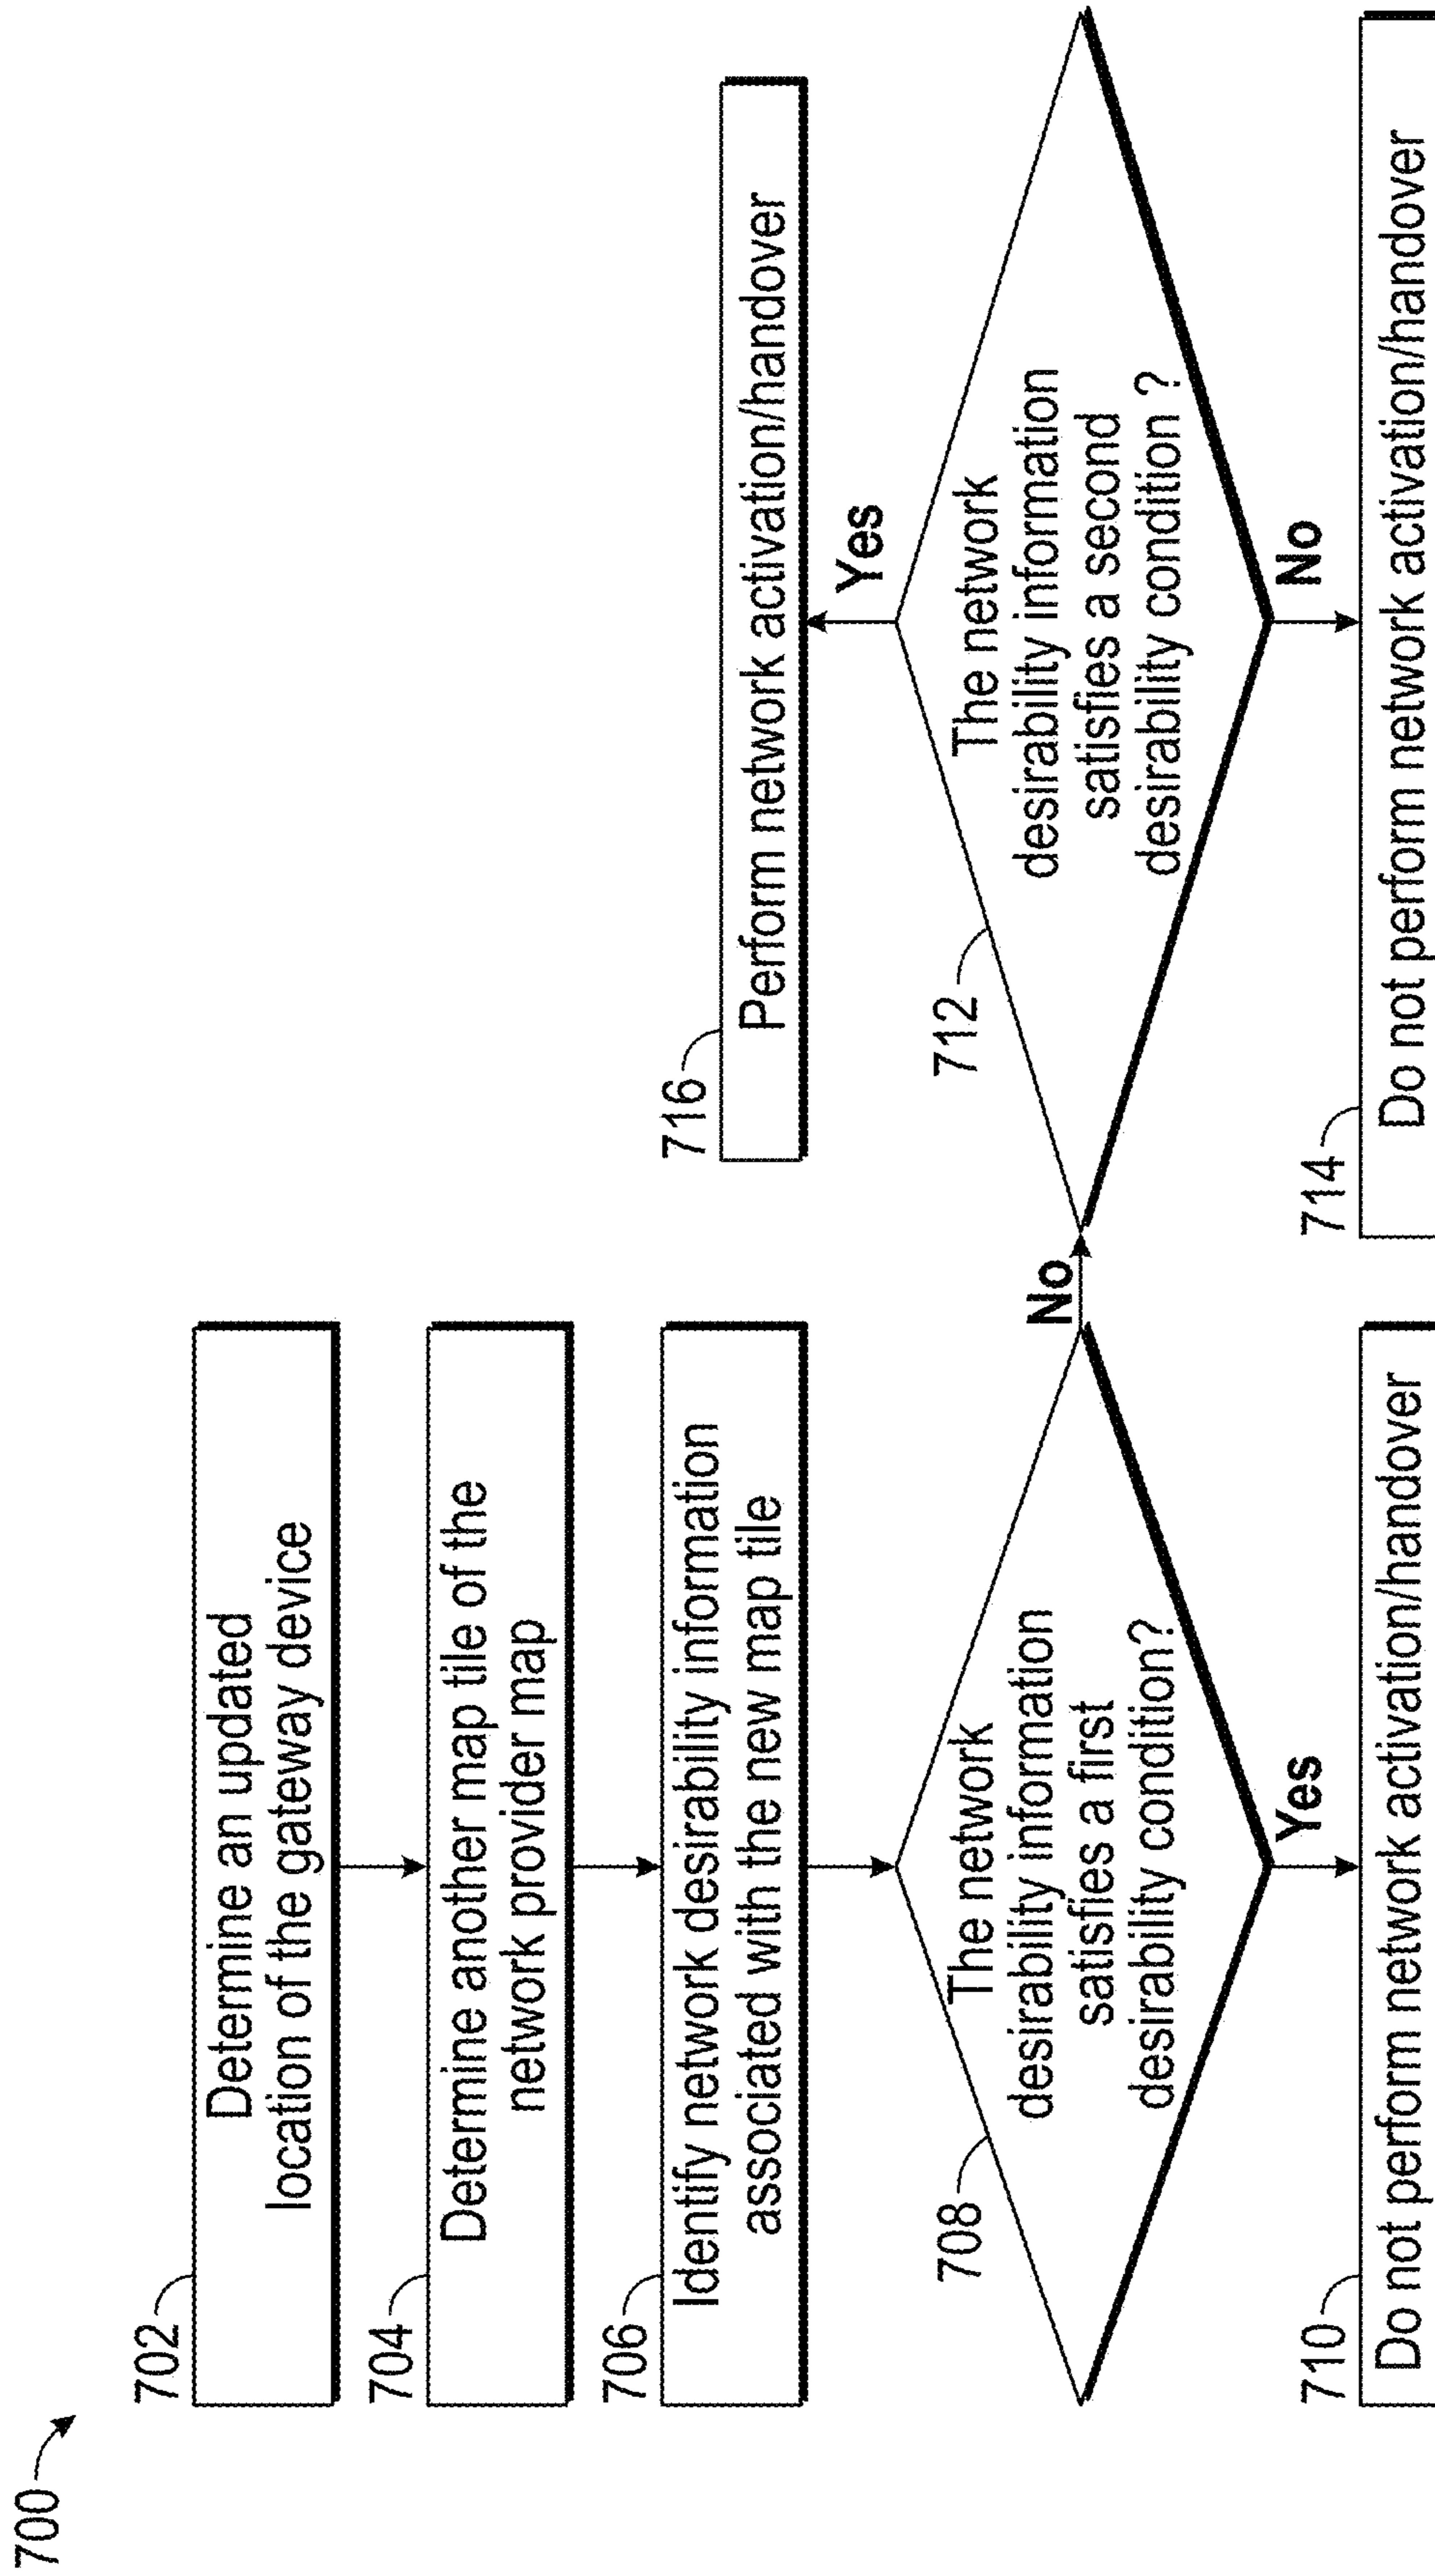 700
702
Determine an updated
location of the gateway device
704
Determine another map tile of the
network provider map
706
Identify network desirability information
associated with the new map tile
708
The network
desirability information
satisfies a first
desirability condition?
Yes
710
Do not perform network activation/handover
No
712
The network
desirability information
satisfies a second
desirability condition ?
Yes
716
Perform network activation/handover
No
714
Do not perform network activation/handover